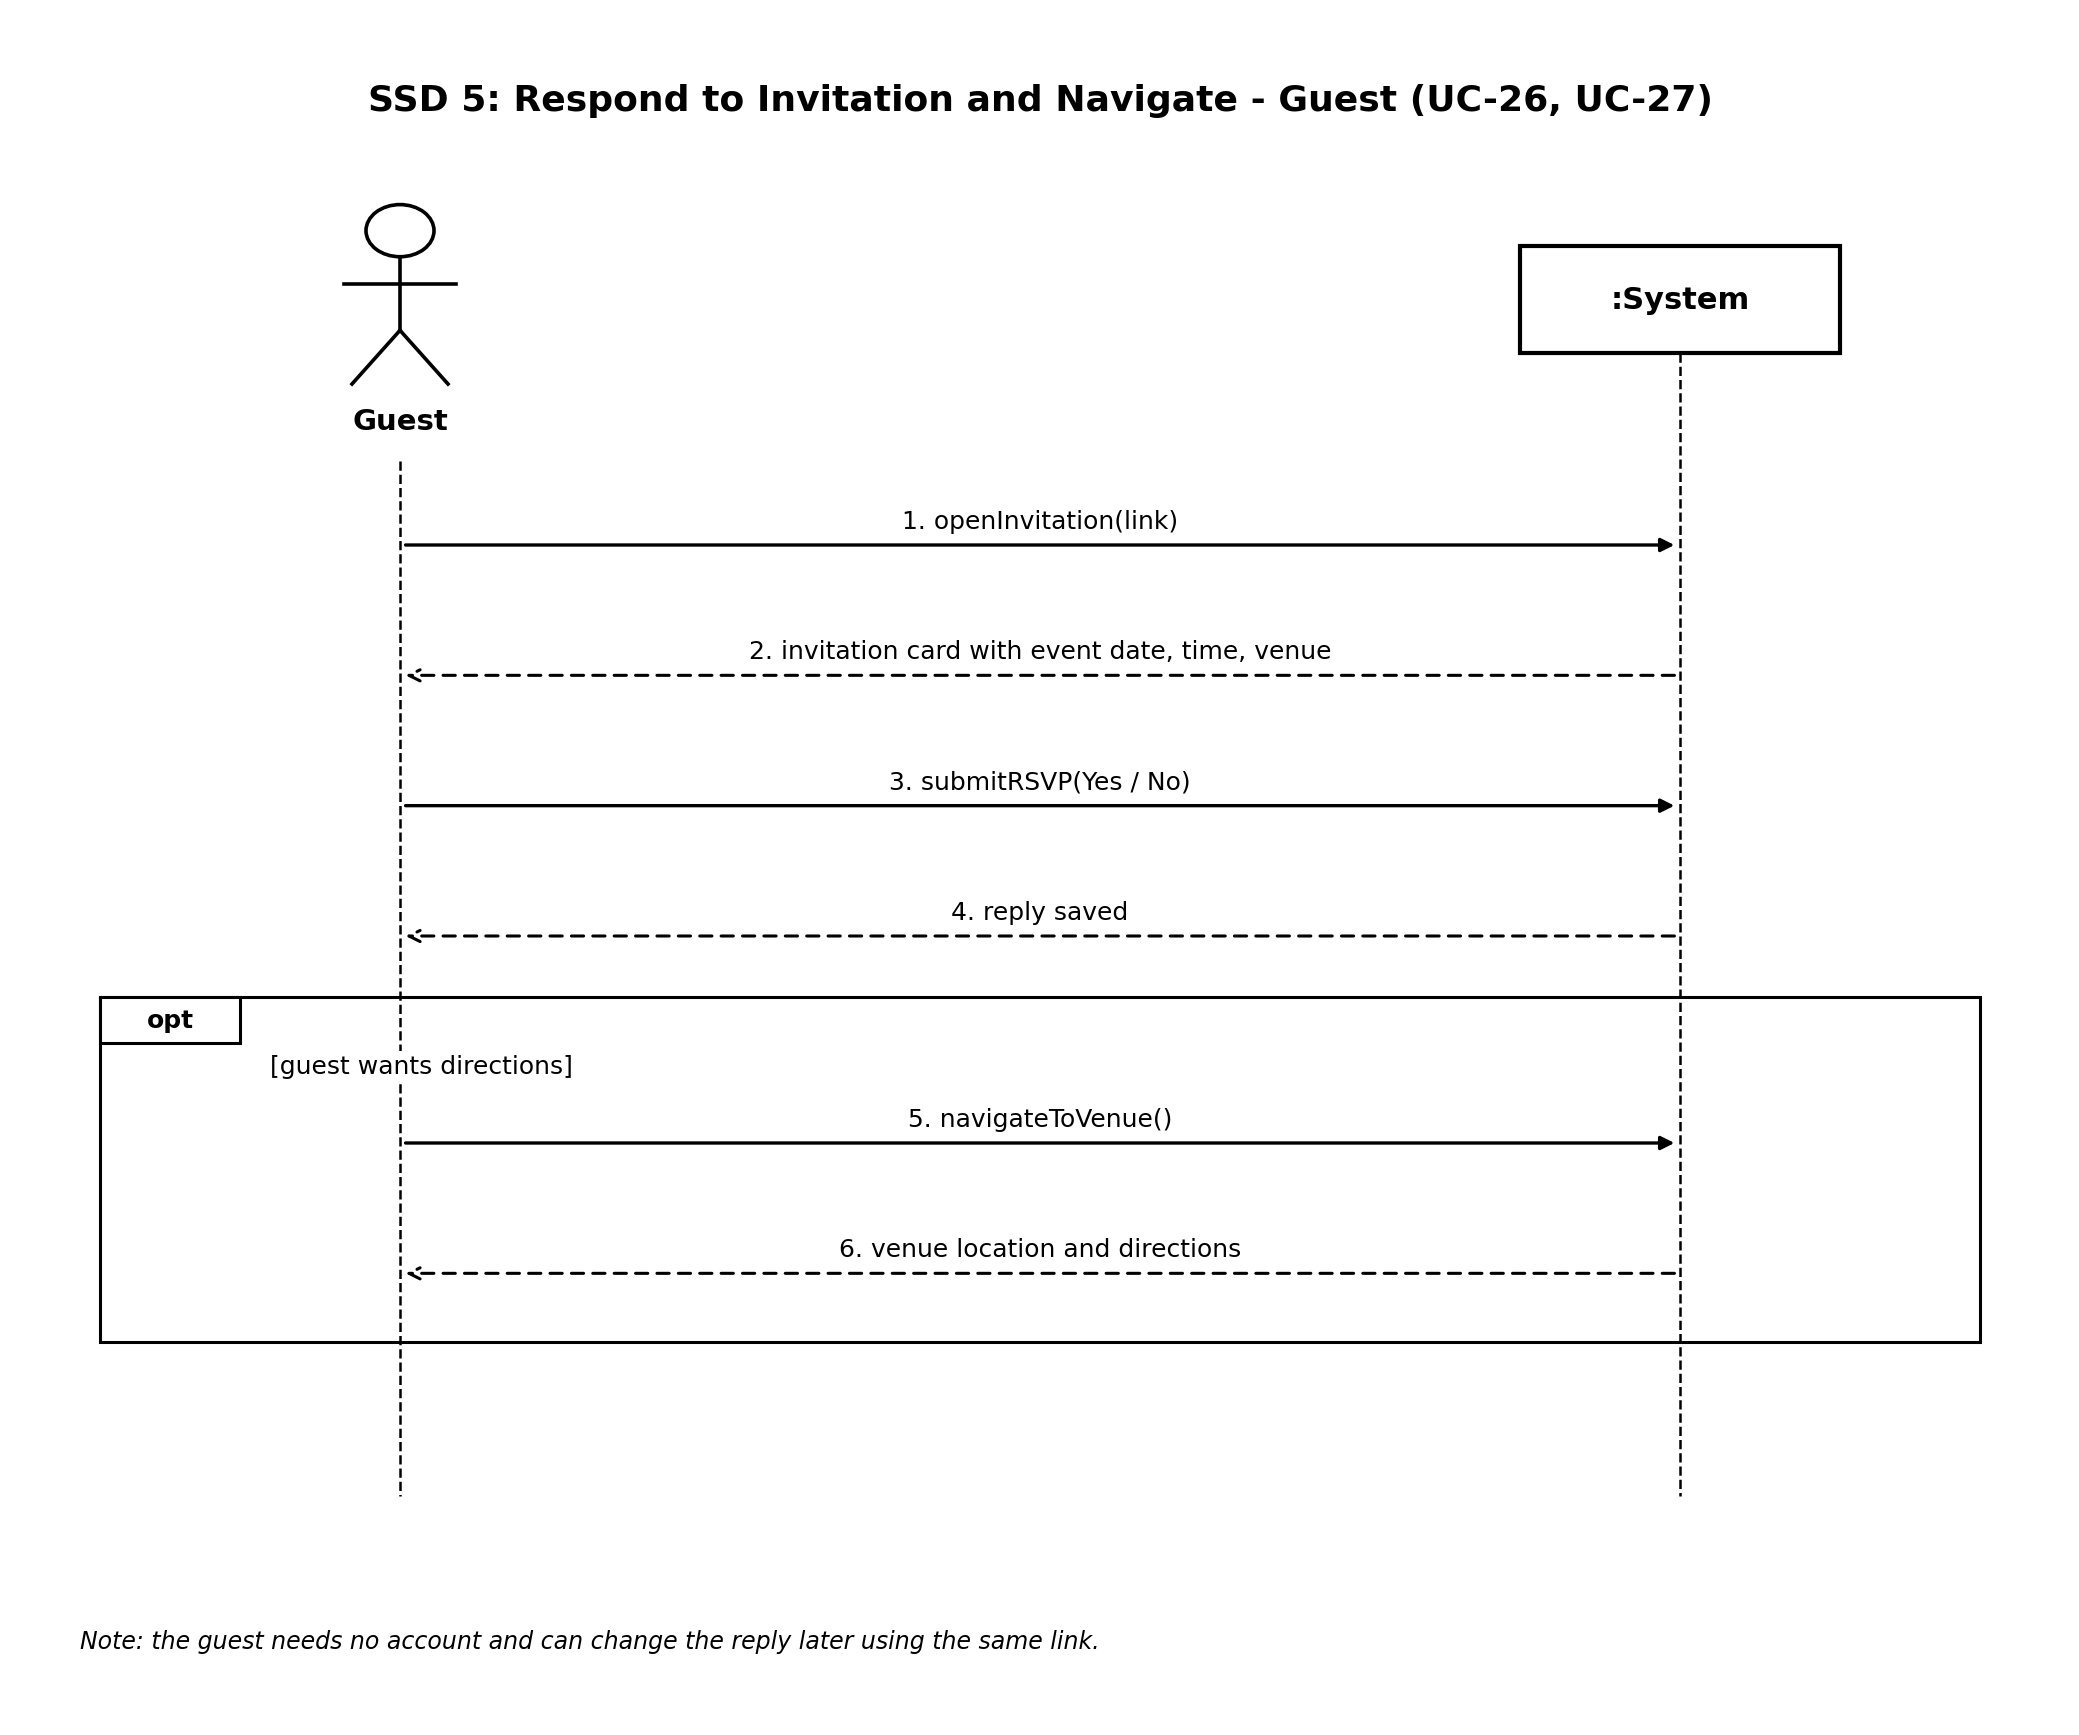 SSD 5: Respond to Invitation and Navigate - Guest (UC-26, UC-27)
:System
Guest
1. openInvitation(link)
2. invitation card with event date, time, venue
3. submitRSVP(Yes / No)
4. reply saved
opt
[guest wants directions]
5. navigateToVenue()
6. venue location and directions
Note: the guest needs no account and can change the reply later using the same link.